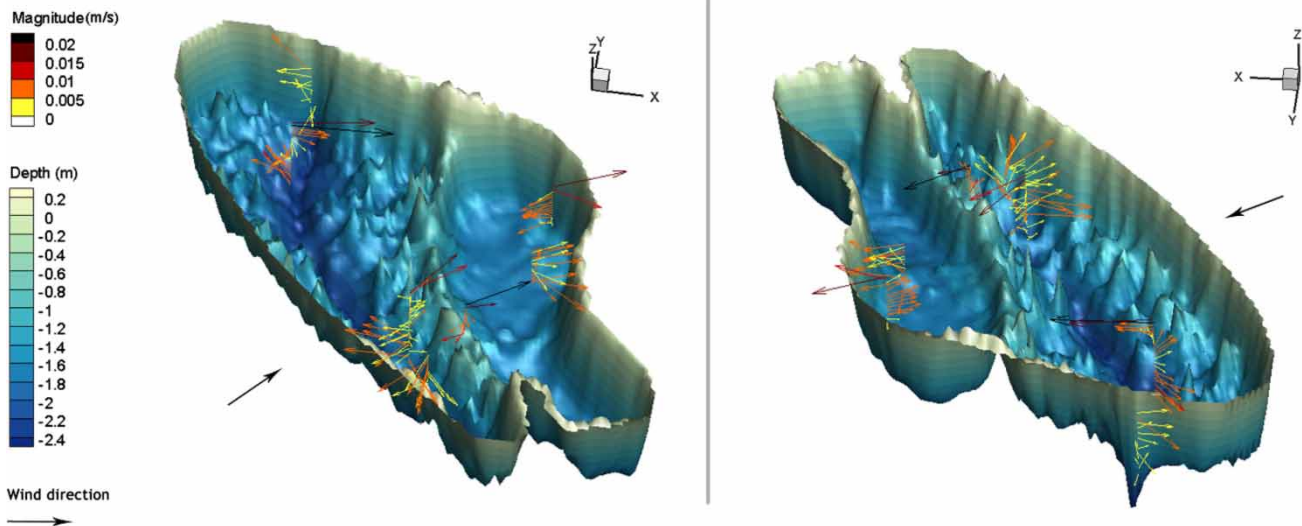 Magnitude(m/s)
0.02
0.015
0.01
0.005
0
Depth (m)
0.2
0
-0.2
-0.4
-0.6
-0.8
-1
-1.2
-1.4
-1.6
-1.8
-2
-2.2
-2.4
Wind direction
Z Y
X
Z
X
Y